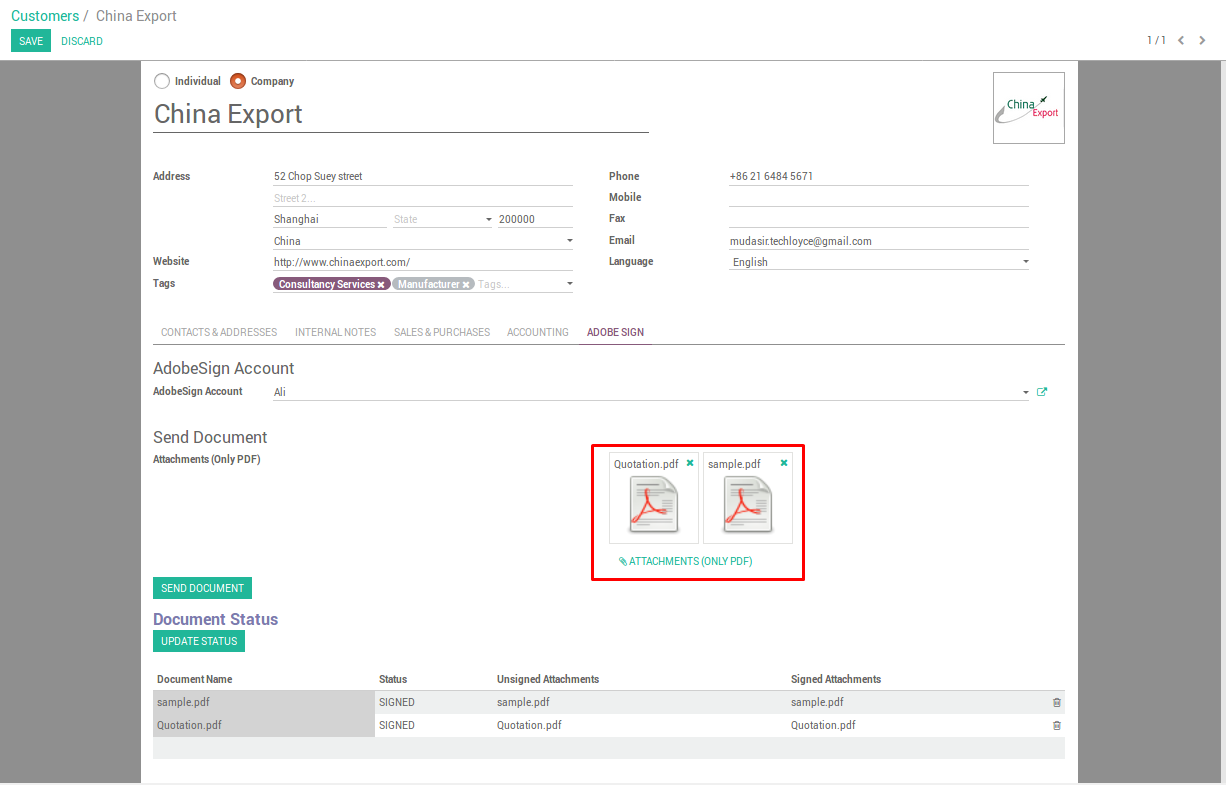 Customers / China Export
SAVE DISCARD 1 / 1
Individual Company
China Export
China Export
Address 52 Chop Suey street Phone +86 21 6484 5671
Street 2... Mobile
Shanghai State 200000 Fax
China Email mudasir.techloyce@gmail.com
Website http://www.chinaexport.com/ Language English
Tags Consultancy Services Manufacturer Tags...
CONTACTS & ADDRESSES INTERNAL NOTES SALES & PURCHASES ACCOUNTING ADOBE SIGN
AdobeSign Account
AdobeSign Account Ali
Send Document
Attachments (Only PDF) Quotation.pdf sample.pdf
ATTACHMENTS (ONLY PDF)
SEND DOCUMENT
Document Status
UPDATE STATUS
Document Name Status Unsigned Attachments Signed Attachments
sample.pdf SIGNED sample.pdf sample.pdf
Quotation.pdf SIGNED Quotation.pdf Quotation.pdf